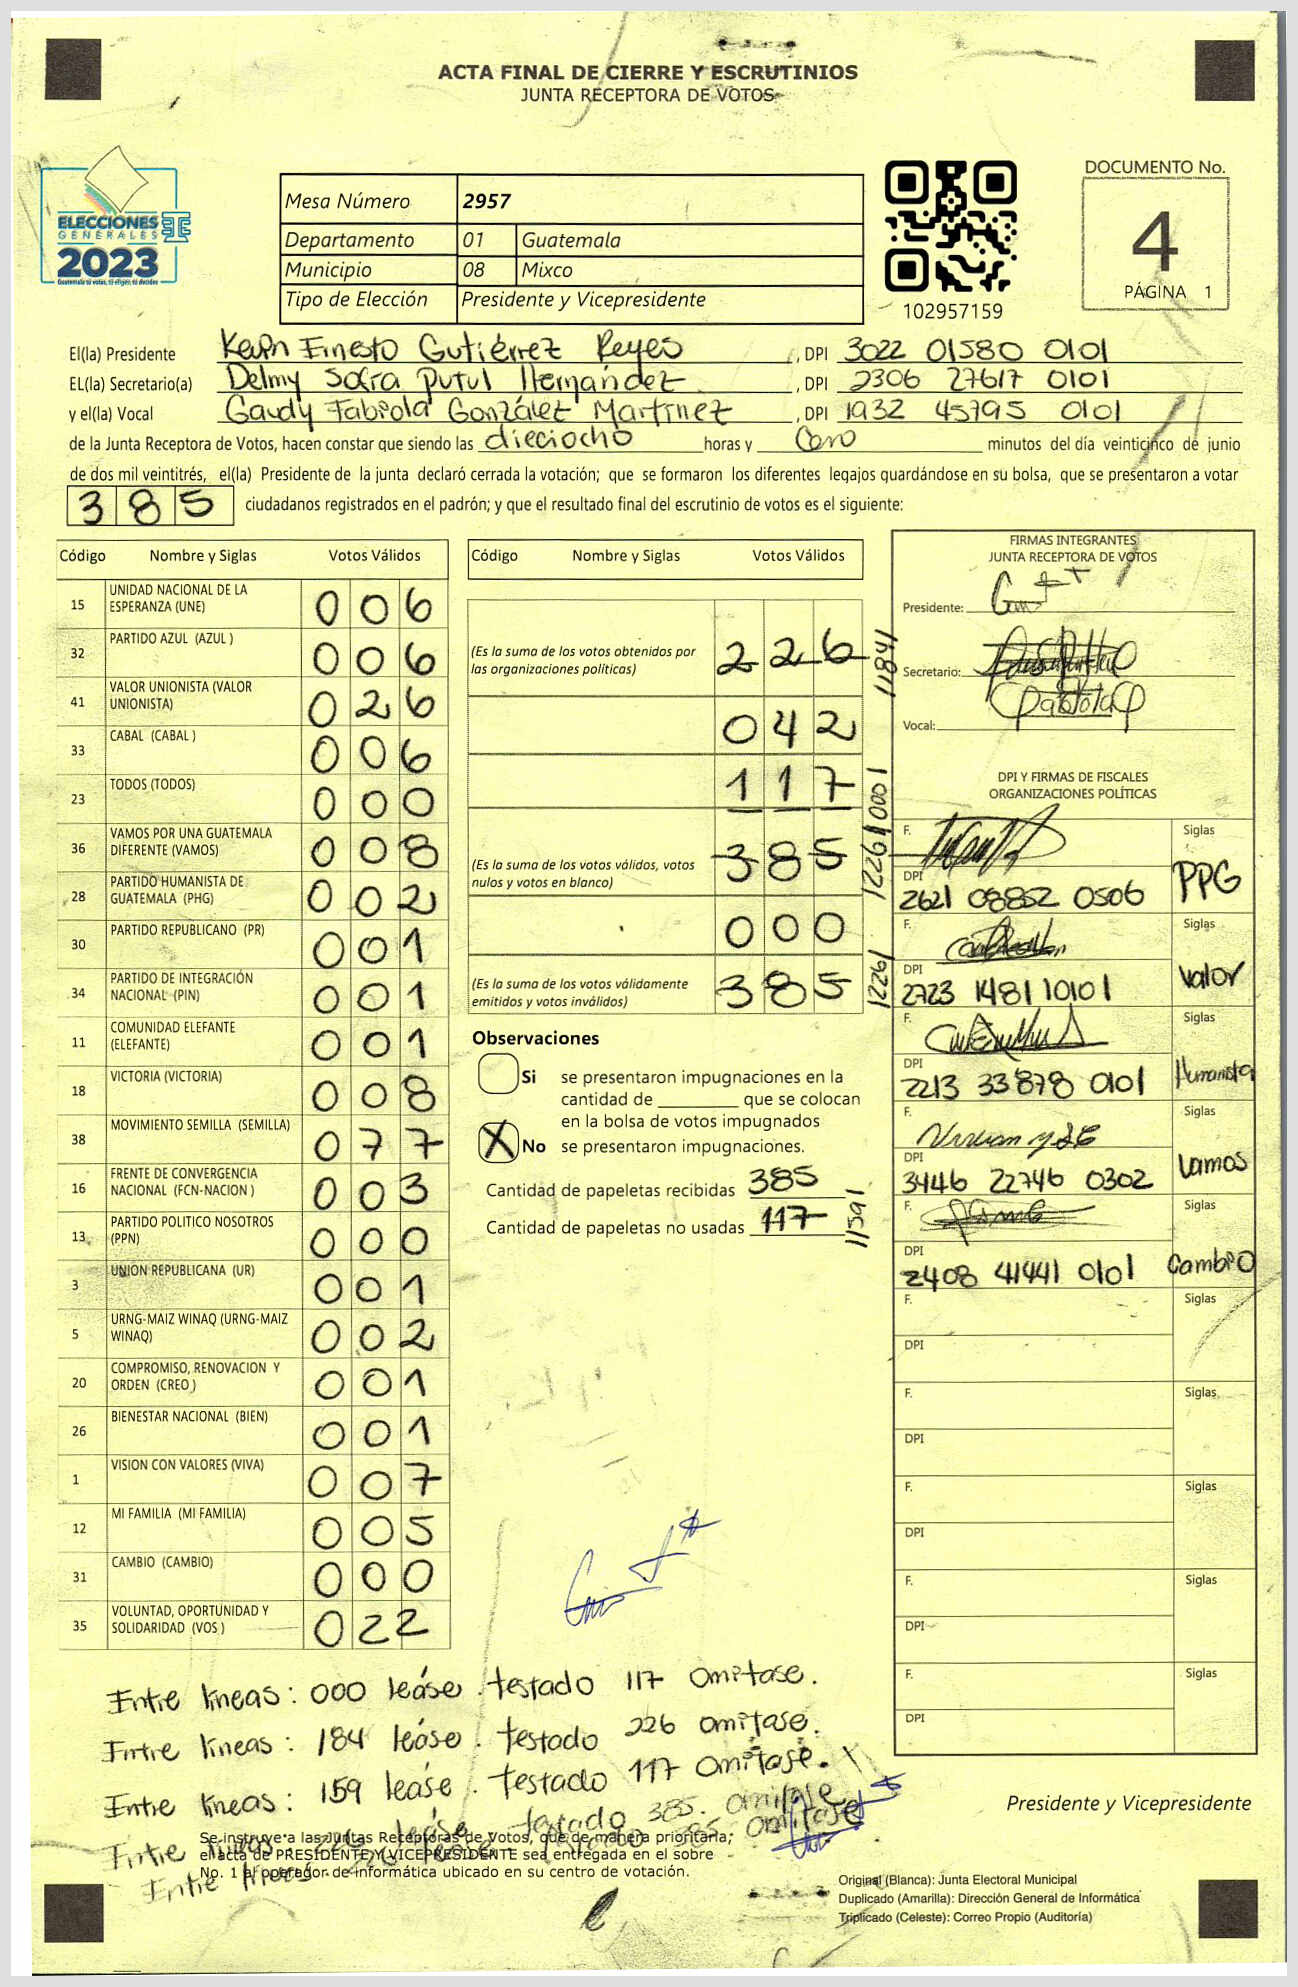 ACTA FINAL DE CIERRE Y ESCRUTINIOS
JUNTA RECEPTORA DE VOTOS
ELECCIONES
GENERALES
2023
Guatemala tú votas, tú eliges, tú decides
Mesa Número 2957
Departamento 01 Guatemala
Municipio 08 Mixco
Tipo de Elección Presidente y Vicepresidente
102957159
DOCUMENTO No.
4
PÁGINA 1
El(la) Presidente Kevin Ernesto Gutiérrez Reyes, DPI 3022 01580 0101
EL(la) Secretario(a) Delmy Putul Hernández, DPI 2306 27617 0101
y el(la) Vocal Gaudy Fabiola González Martínez, DPI 1932 45795 0101
de la Junta Receptora de Votos, hacen constar que siendo las dieciocho horas y Cero minutos del día veinticinco de junio
de dos mil veintitrés, el(la) Presidente de la junta declaró cerrada la votación; que se formaron los diferentes legajos guardándose en su bolsa, que se presentaron a votar
385 ciudadanos registrados en el padrón; y que el resultado final del escrutinio de votos es el siguiente:
Código Nombre y Siglas Votos Válidos
15 UNIDAD NACIONAL DE LA ESPERANZA (UNE) 006
32 PARTIDO AZUL (AZUL ) 006
41 VALOR UNIONISTA (VALOR UNIONISTA) 026
33 CABAL (CABAL ) 006
23 TODOS (TODOS) 000
36 VAMOS POR UNA GUATEMALA DIFERENTE (VAMOS) 008
28 PARTIDO HUMANISTA DE GUATEMALA (PHG) 002
30 PARTIDO REPUBLICANO (PR) 001
34 PARTIDO DE INTEGRACIÓN NACIONAL (PIN) 001
11 COMUNIDAD ELEFANTE (ELEFANTE) 001
18 VICTORIA (VICTORIA) 008
38 MOVIMIENTO SEMILLA (SEMILLA) 077
16 FRENTE DE CONVERGENCIA NACIONAL (FCN-NACION ) 003
13 PARTIDO POLITICO NOSOTROS (PPN) 000
3 UNION REPUBLICANA (UR) 001
5 URNG-MAIZ WINAQ (URNG-MAIZ WINAQ) 002
20 COMPROMISO, RENOVACION Y ORDEN (CREO ) 001
26 BIENESTAR NACIONAL (BIEN) 001
1 VISION CON VALORES (VIVA) 007
12 MI FAMILIA (MI FAMILIA) 005
31 CAMBIO (CAMBIO) 000
35 VOLUNTAD, OPORTUNIDAD Y SOLIDARIDAD (VOS ) 022
Código Nombre y Siglas Votos Válidos
(Es la suma de los votos obtenidos por las organizaciones políticas) 226 11841
042
117 10001
(Es la suma de los votos válidos, votos nulos y votos en blanco) 385 12261
000
(Es la suma de los votos válidamente emitidos y votos inválidos) 385 12261
Observaciones
Si se presentaron impugnaciones en la
cantidad de ________ que se colocan
en la bolsa de votos impugnados
X No se presentaron impugnaciones.
Cantidad de papeletas recibidas 385
Cantidad de papeletas no usadas 117 11591
FIRMAS INTEGRANTES
JUNTA RECEPTORA DE VOTOS
Presidente:
Secretario:
Vocal:
DPI Y FIRMAS DE FISCALES
ORGANIZACIONES POLÍTICAS
F. Siglas
DPI 2621 08852 0506 PPG
F. Siglas
DPI 2723 14811 0101 Valor
F. Siglas
DPI 2213 33878 0101 Humanista
F. Siglas
DPI 3446 22746 0302 Vamos
F. Siglas
DPI 2408 41441 0101 Cambio
F. Siglas
DPI
F. Siglas
DPI
F. Siglas
DPI
F. Siglas
DPI
F. Siglas
DPI
Entre lineas: 000 leáse. testado 117 omitase.
Entre lineas: 184 leáse. testado 226 omitase.
Entre lineas: 159 leáse. testado 117 omitase.
Entre lineas leáse testado 385. omitase
Entre lineas leáse testado 385 omitase
Se instruye a las Juntas Receptoras de Votos, que de manera prioritaria,
el acta de PRESIDENTE Y VICEPRESIDENTE sea entregada en el sobre
No. 1 al operador de informática ubicado en su centro de votación.
Presidente y Vicepresidente
Original (Blanca): Junta Electoral Municipal
Duplicado (Amarilla): Dirección General de Informática
Triplicado (Celeste): Correo Propio (Auditoría)